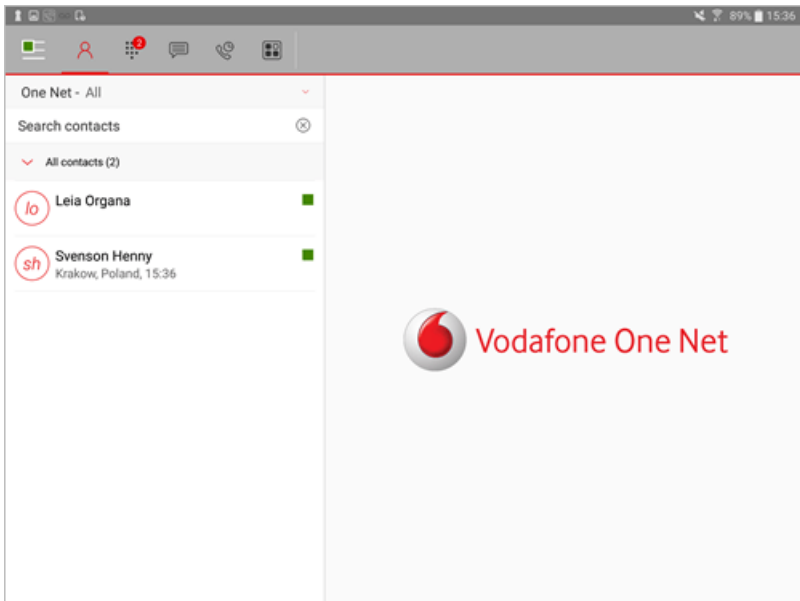 89% 15:36
2
One Net - All
Search contacts
All contacts (2)
lo
Leia Organa
sh
Svenson Henny
Krakow, Poland, 15:36
Vodafone One Net